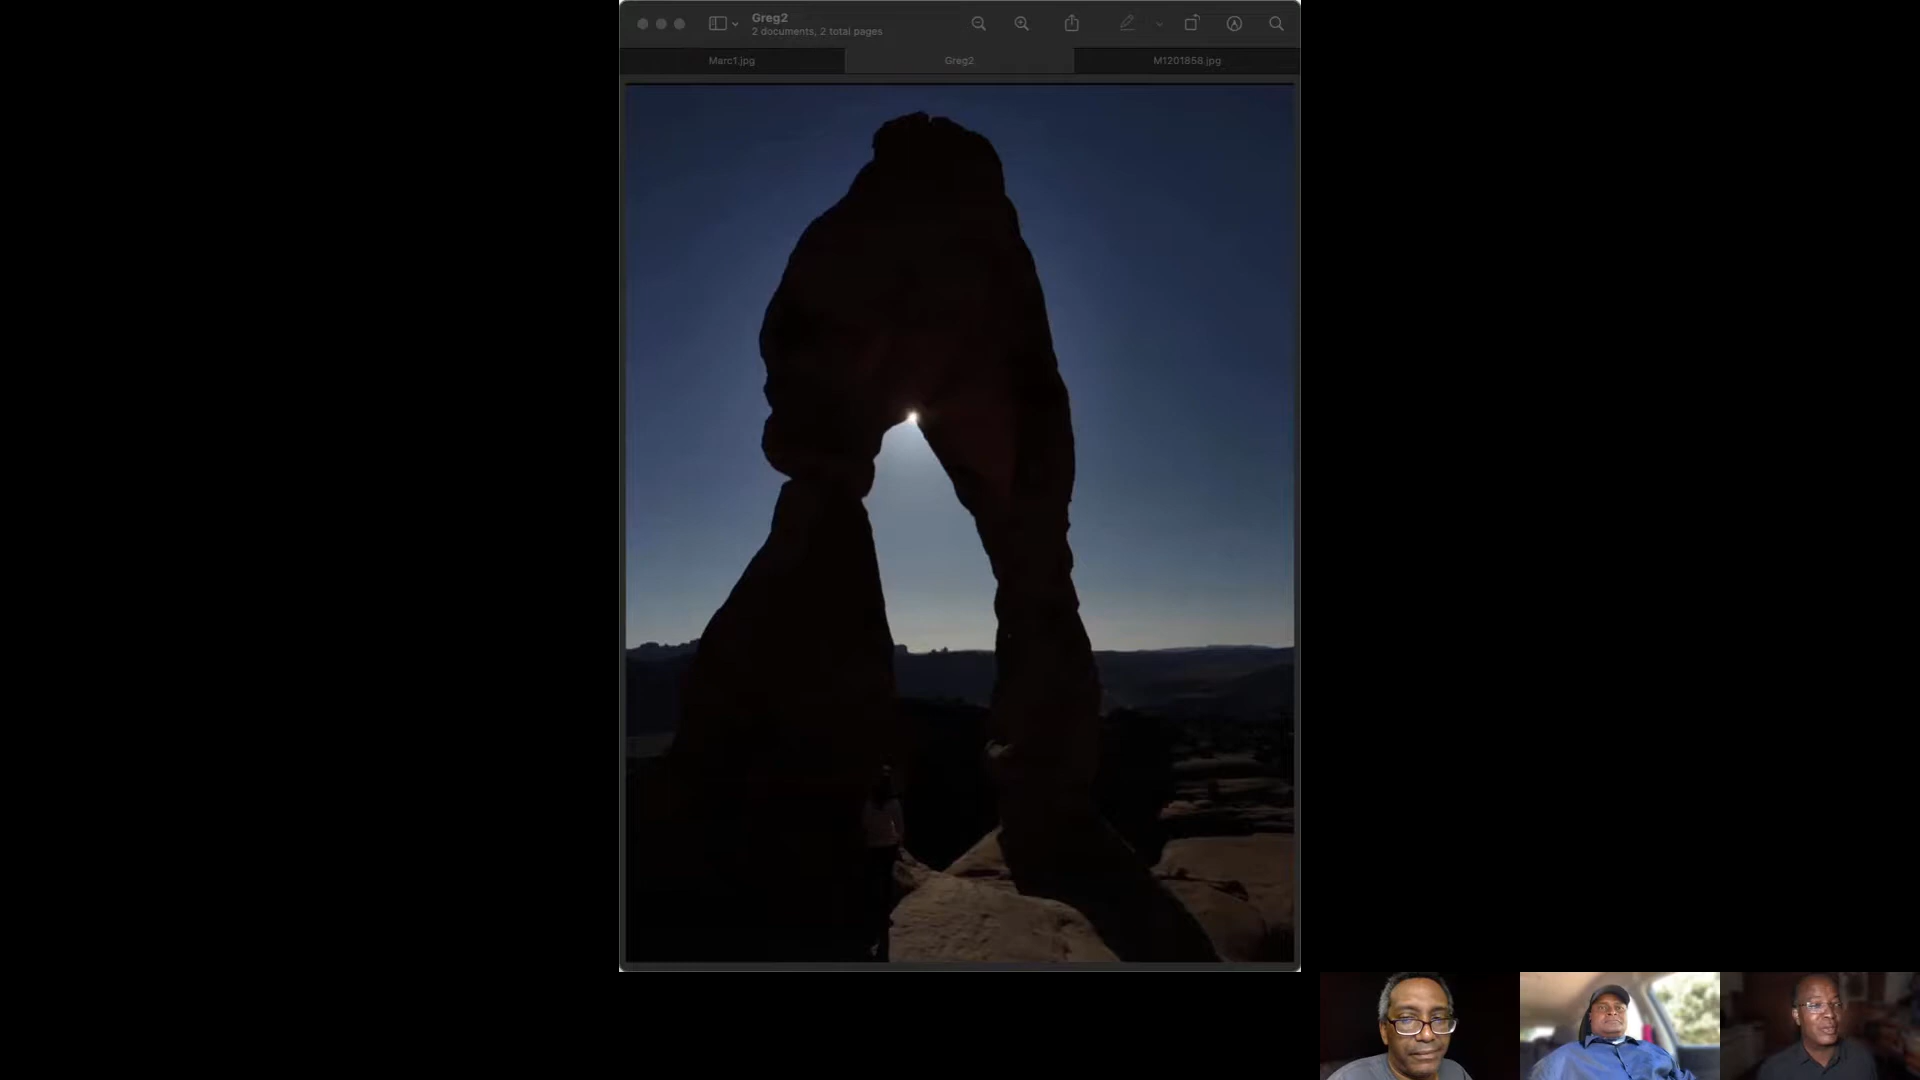 Greg2
2 documents, 2 total pages
Marc1.jpg
Greg2
M1201858.jpg